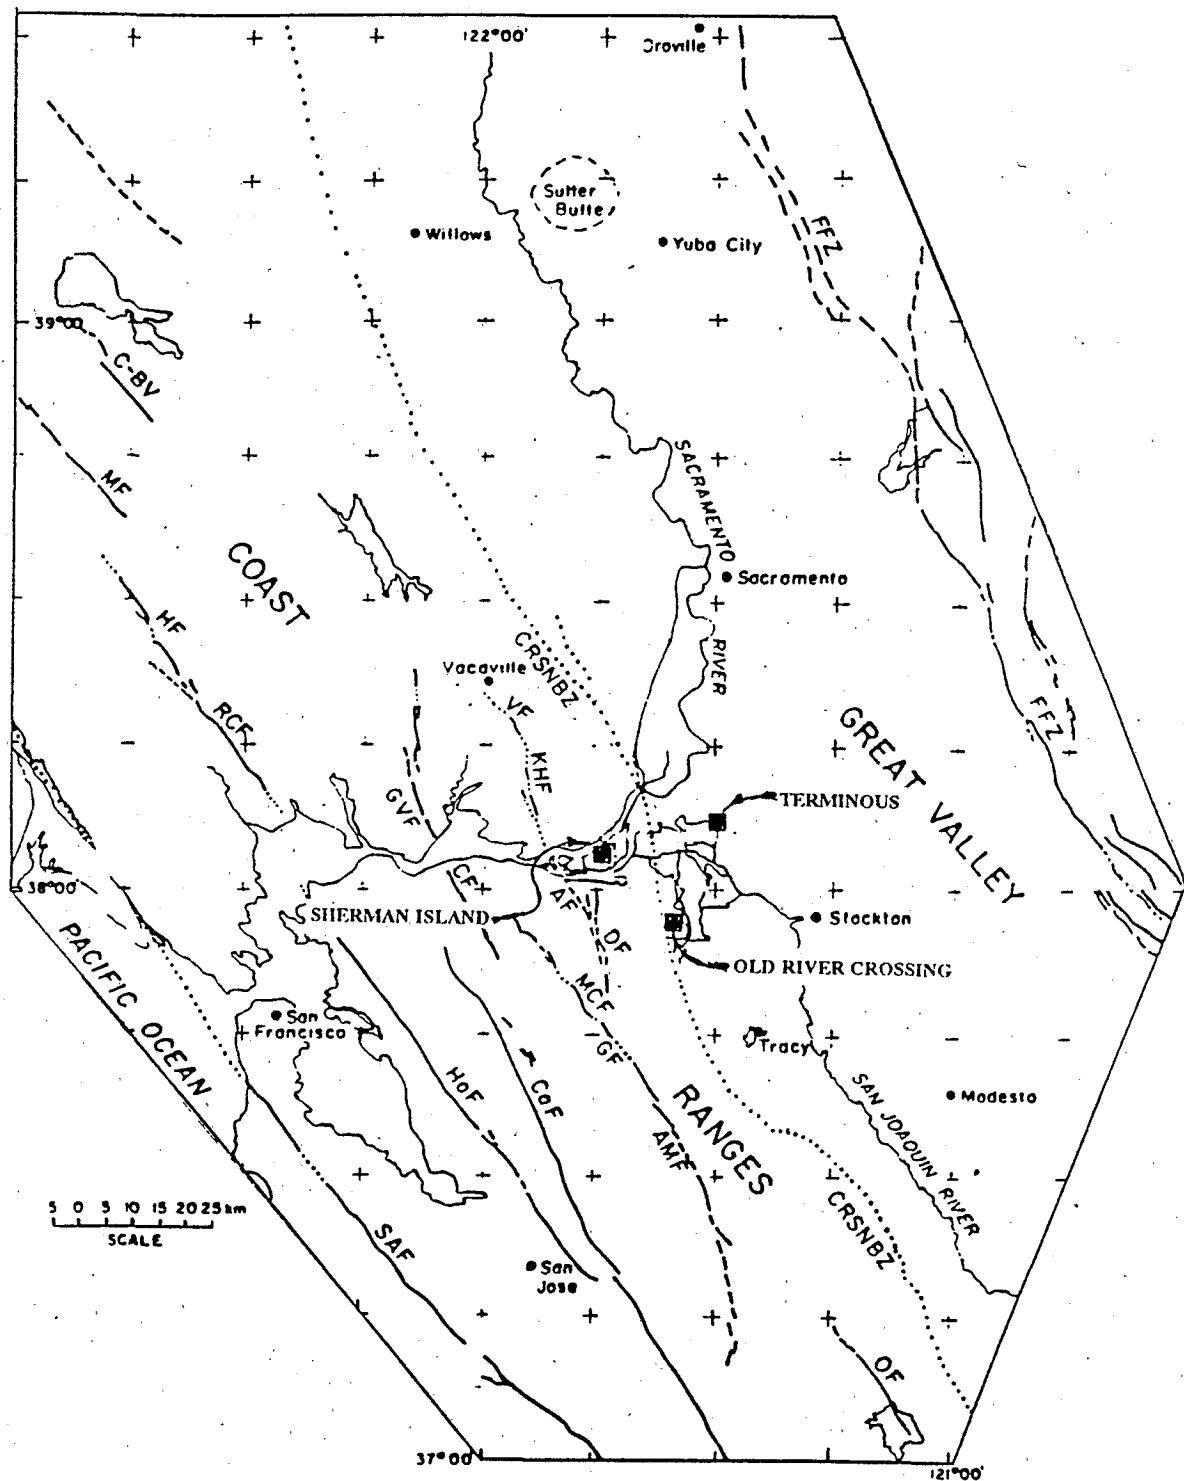 122°00'
Oroville
Sutter
Butte
Willows
Yuba City
FFZ
39°00'
C-BV
MF
SACRAMENTO
COAST
Sacramento
HF
CRSNBZ
RIVER
Vacaville
VF
RCF
KHF
GREAT VALLEY
FFZ
GVF
TERMINOUS
CF
38°00'
AF
SHERMAN ISLAND
Stockton
DF
PACIFIC OCEAN
OLD RIVER CROSSING
MCF
San
Francisco
GF
Tracy
HaF
CaF
RANGES
SAN JOAQUIN RIVER
Modesto
AMF
CRSNBZ
5 0 5 10 15 20 25 km
SCALE
SAF
San
Jose
OF
37°00'
121°00'